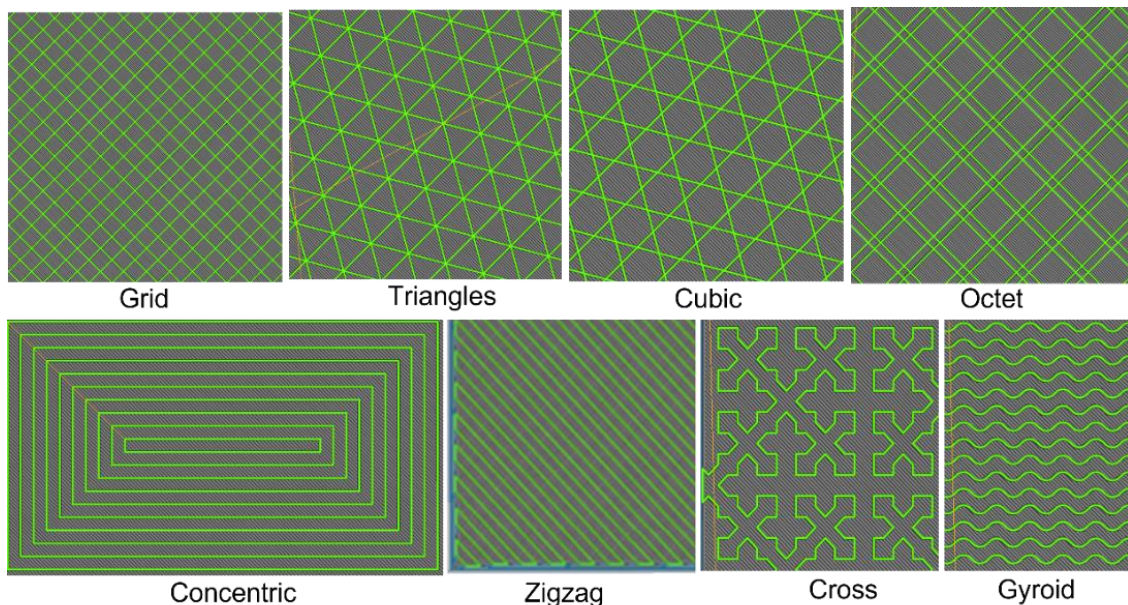 Grid
Triangles
Cubic
Octet
Concentric
Zigzag
Cross
Gyroid